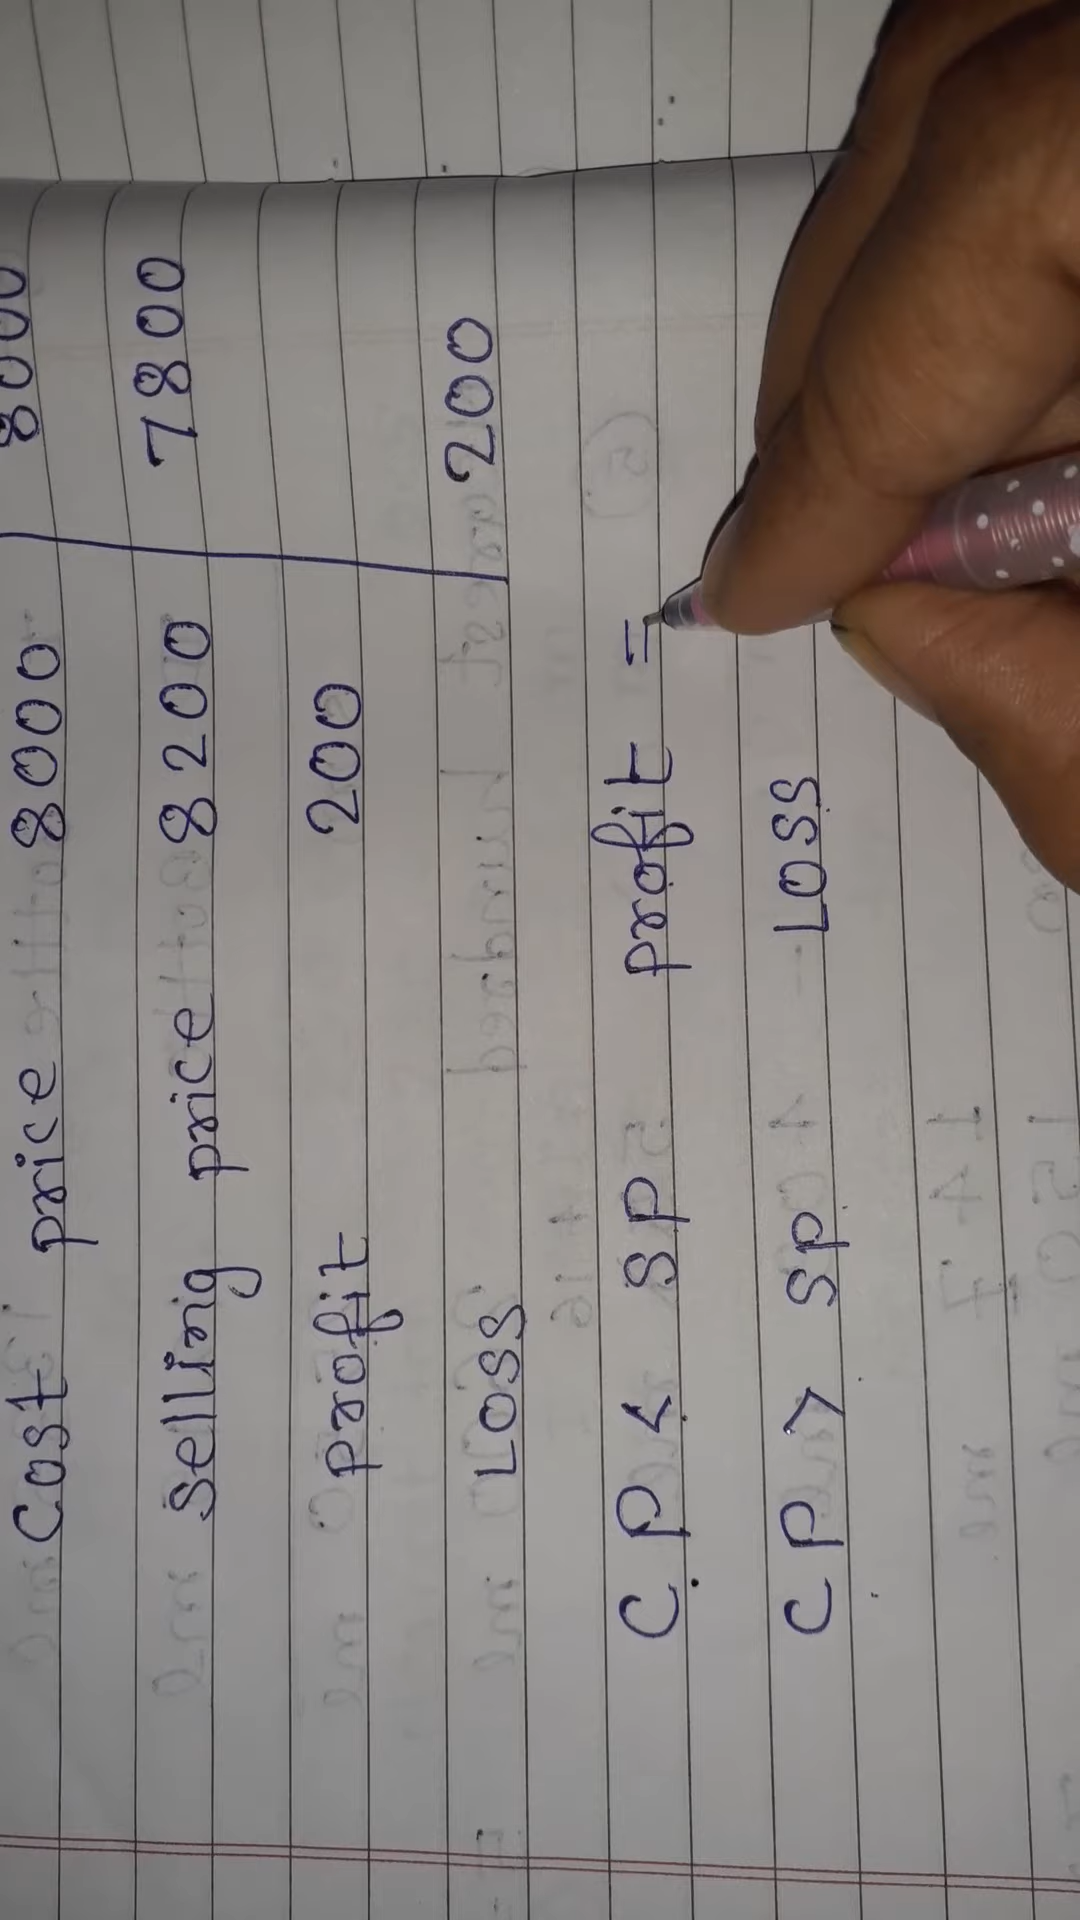 Cost price 8000 8000
Selling price 8200 7800
profit 200
Loss 200
CP < SP profit =
CP > SP Loss